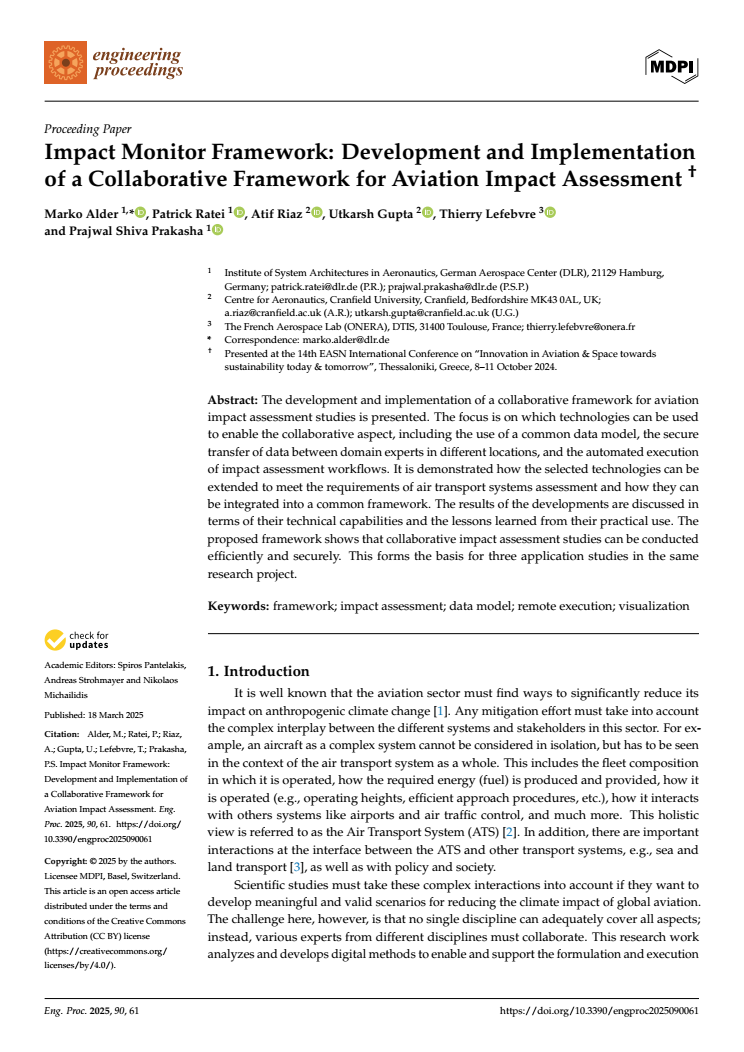 engineering
proceedings
MDPI
Proceeding Paper
Impact Monitor Framework: Development and Implementation
of a Collaborative Framework for Aviation Impact Assessment †
Marko Alder 1,*, Patrick Ratei 1, Atif Riaz 2, Utkarsh Gupta 2, Thierry Lefebvre 3
and Prajwal Shiva Prakasha 1
1 Institute of System Architectures in Aeronautics, German Aerospace Center (DLR), 21129 Hamburg,
Germany; patrick.ratei@dlr.de (P.R.); prajwal.prakasha@dlr.de (P.S.P.)
2 Centre for Aeronautics, Cranfield University, Cranfield, Bedfordshire MK43 0AL, UK;
a.riaz@cranfield.ac.uk (A.R.); utkarsh.gupta@cranfield.ac.uk (U.G.)
3 The French Aerospace Lab (ONERA), DTIS, 31400 Toulouse, France; thierry.lefebvre@onera.fr
* Correspondence: marko.alder@dlr.de
† Presented at the 14th EASN International Conference on “Innovation in Aviation & Space towards
sustainability today & tomorrow”, Thessaloniki, Greece, 8–11 October 2024.
Abstract: The development and implementation of a collaborative framework for aviation
impact assessment studies is presented. The focus is on which technologies can be used
to enable the collaborative aspect, including the use of a common data model, the secure
transfer of data between domain experts in different locations, and the automated execution
of impact assessment workflows. It is demonstrated how the selected technologies can be
extended to meet the requirements of air transport systems assessment and how they can
be integrated into a common framework. The results of the developments are discussed in
terms of their technical capabilities and the lessons learned from their practical use. The
proposed framework shows that collaborative impact assessment studies can be conducted
efficiently and securely. This forms the basis for three application studies in the same
research project.
Keywords: framework; impact assessment; data model; remote execution; visualization
check for
updates
Academic Editors: Spiros Pantelakis,
Andreas Strohmayer and Nikolaos
Michailidis
Published: 18 March 2025
Citation: Alder, M.; Ratei, P.; Riaz,
A.; Gupta, U.; Lefebvre, T.; Prakasha,
P.S. Impact Monitor Framework:
Development and Implementation of
a Collaborative Framework for
Aviation Impact Assessment. Eng.
Proc. 2025, 90, 61. https://doi.org/
10.3390/engproc2025090061
Copyright: © 2025 by the authors.
Licensee MDPI, Basel, Switzerland.
This article is an open access article
distributed under the terms and
conditions of the Creative Commons
Attribution (CC BY) license
(https://creativecommons.org/
licenses/by/4.0/).
1. Introduction
It is well known that the aviation sector must find ways to significantly reduce its
impact on anthropogenic climate change [1]. Any mitigation effort must take into account
the complex interplay between the different systems and stakeholders in this sector. For ex-
ample, an aircraft as a complex system cannot be considered in isolation, but has to be seen
in the context of the air transport system as a whole. This includes the fleet composition
in which it is operated, how the required energy (fuel) is produced and provided, how it
is operated (e.g., operating heights, efficient approach procedures, etc.), how it interacts
with others systems like airports and air traffic control, and much more. This holistic
view is referred to as the Air Transport System (ATS) [2]. In addition, there are important
interactions at the interface between the ATS and other transport systems, e.g., sea and
land transport [3], as well as with policy and society.
Scientific studies must take these complex interactions into account if they want to
develop meaningful and valid scenarios for reducing the climate impact of global aviation.
The challenge here, however, is that no single discipline can adequately cover all aspects;
instead, various experts from different disciplines must collaborate. This research work
analyzes and develops digital methods to enable and support the formulation and execution
Eng. Proc. 2025, 90, 61
https://doi.org/10.3390/engproc2025090061